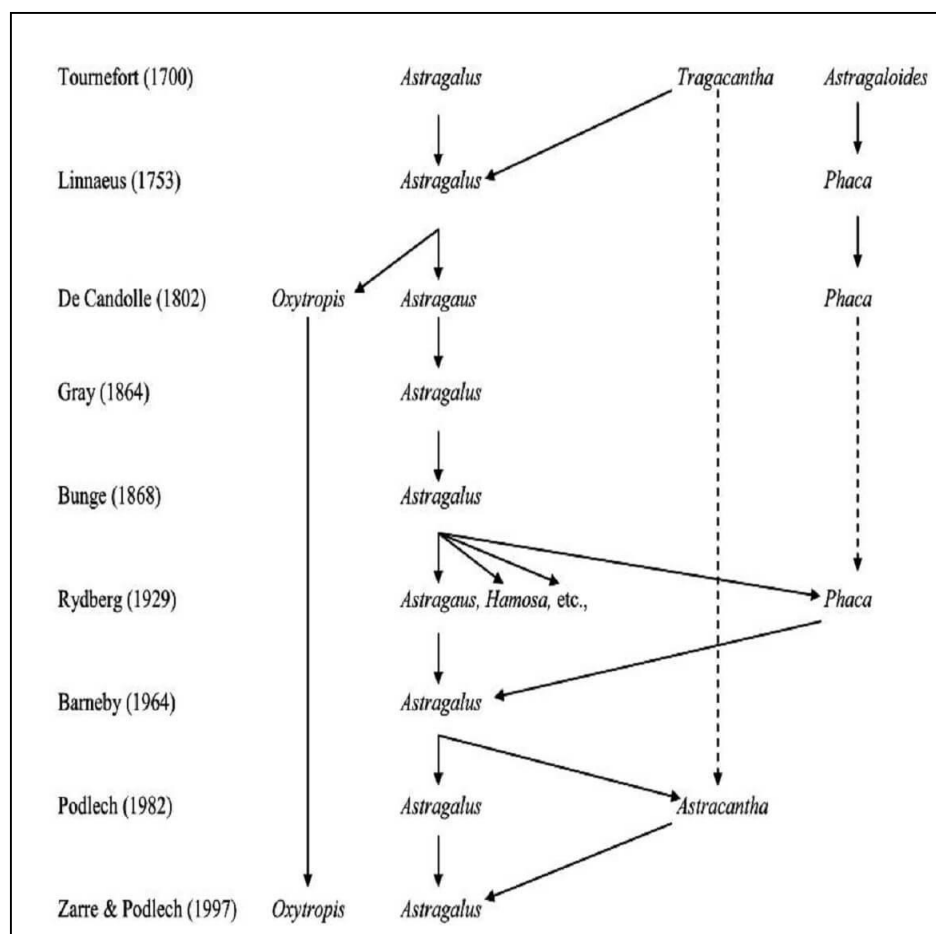 Tournefort (1700) Astragalus Tragacantha Astragaloides
Linnaeus (1753) Astragalus Phaca
De Candolle (1802) Oxytropis Astragaus Phaca
Gray (1864) Astragalus
Bunge (1868) Astragalus
Rydberg (1929) Astragaus, Hamosa, etc., Phaca
Barneby (1964) Astragalus
Podlech (1982) Astragalus Astracantha
Zarre & Podlech (1997) Oxytropis Astragalus